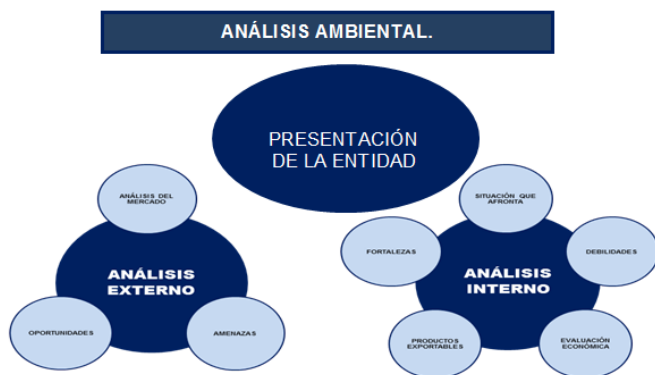 ANÁLISIS AMBIENTAL.
PRESENTACIÓN
DE LA ENTIDAD
ANÁLISIS DEL
MERCADO
ANÁLISIS
EXTERNO
OPORTUNIDADES
AMENAZAS
SITUACIÓN QUE
AFRONTA
FORTALEZAS
DEBILIDADES
ANÁLISIS
INTERNO
PRODUCTOS
EXPORTABLES
EVALUACIÓN
ECONÓMICA